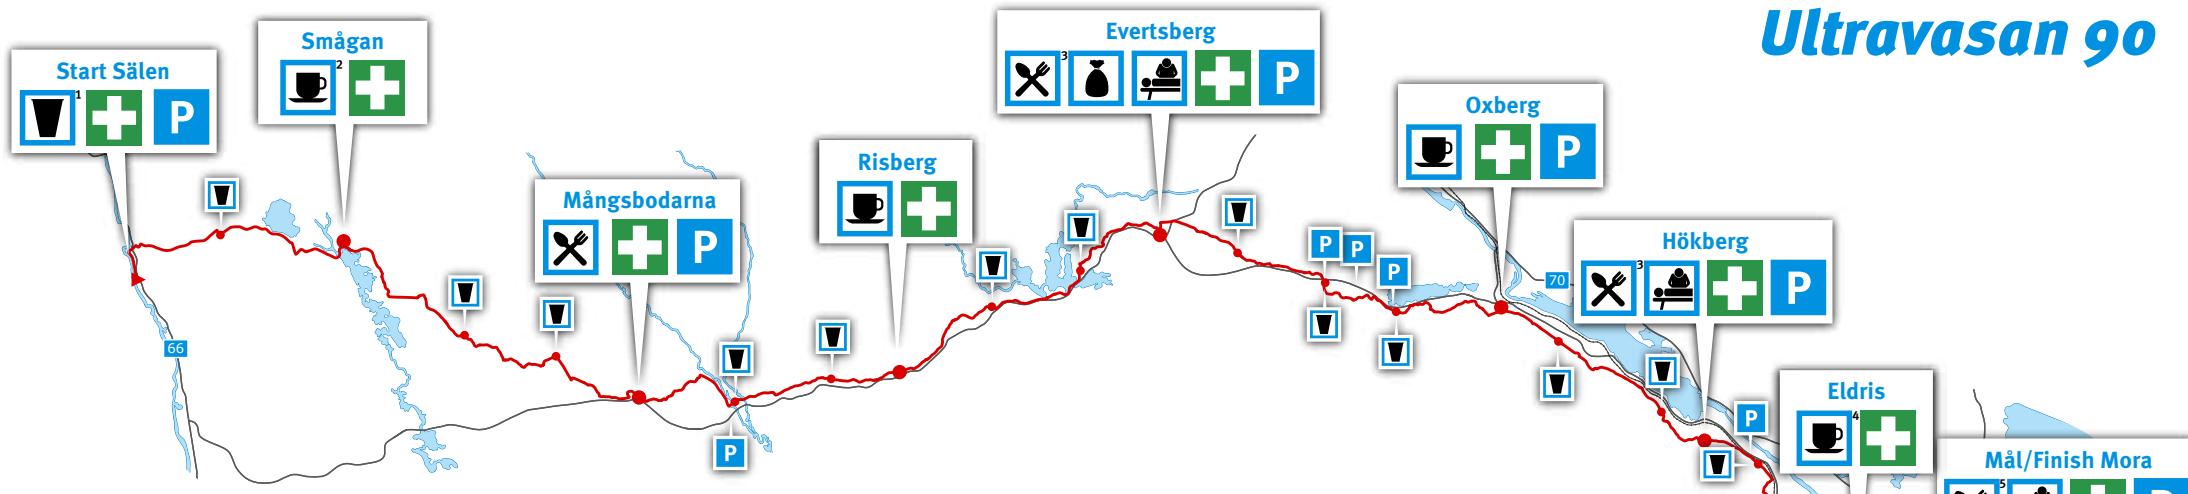 Ultravasan 90
Start Sälen
1
P
Smågan
2
Mångsbodarna
P
Risberg
Evertsberg
3
P
Oxberg
P
Hökberg
3
P
Eldris
4
Mål/Finish Mora
5
P
66
P
P
P
P
70
P